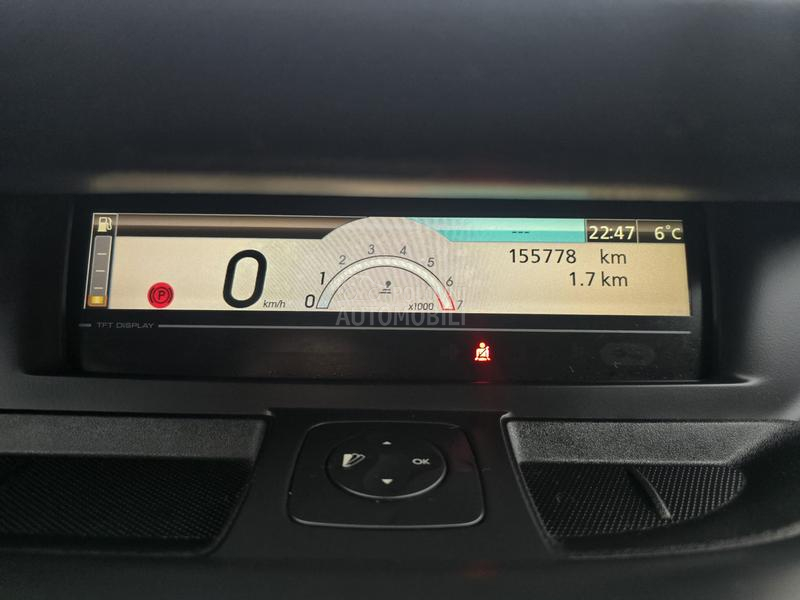 --- 22:47 6°C
155778 km
1.7 km
P
0 km/h
0 1 2 3 4 5 6 7
x1000
AUTOMOBILI
TFT DISPLAY
OK